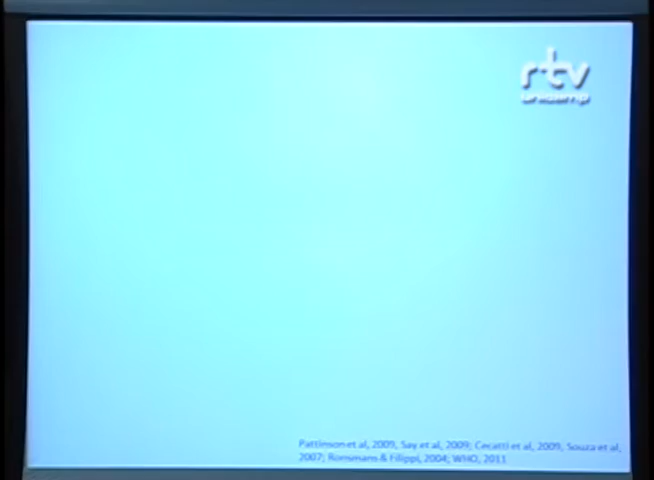 rtv
unicamp
Pattinson et al, 2009, Say et al, 2009; Cecatti et al, 2009, Souza et al,
2007; Ronsmans & Filippi, 2004; WHO, 2011